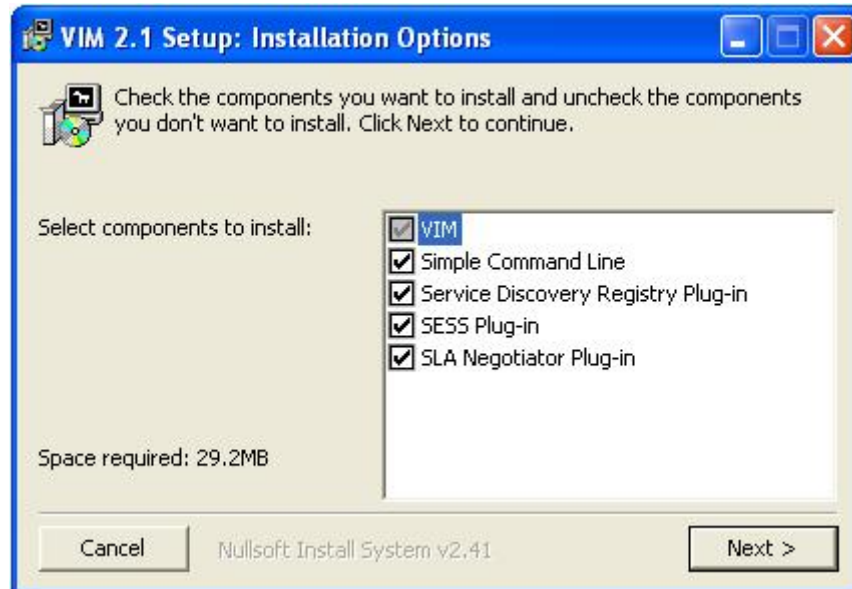 VIM 2.1 Setup: Installation Options
Check the components you want to install and uncheck the components
you don't want to install. Click Next to continue.
Select components to install:
VIM
Simple Command Line
Service Discovery Registry Plug-in
SESS Plug-in
SLA Negotiator Plug-in
Space required: 29.2MB
Cancel
Nullsoft Install System v2.41
Next >